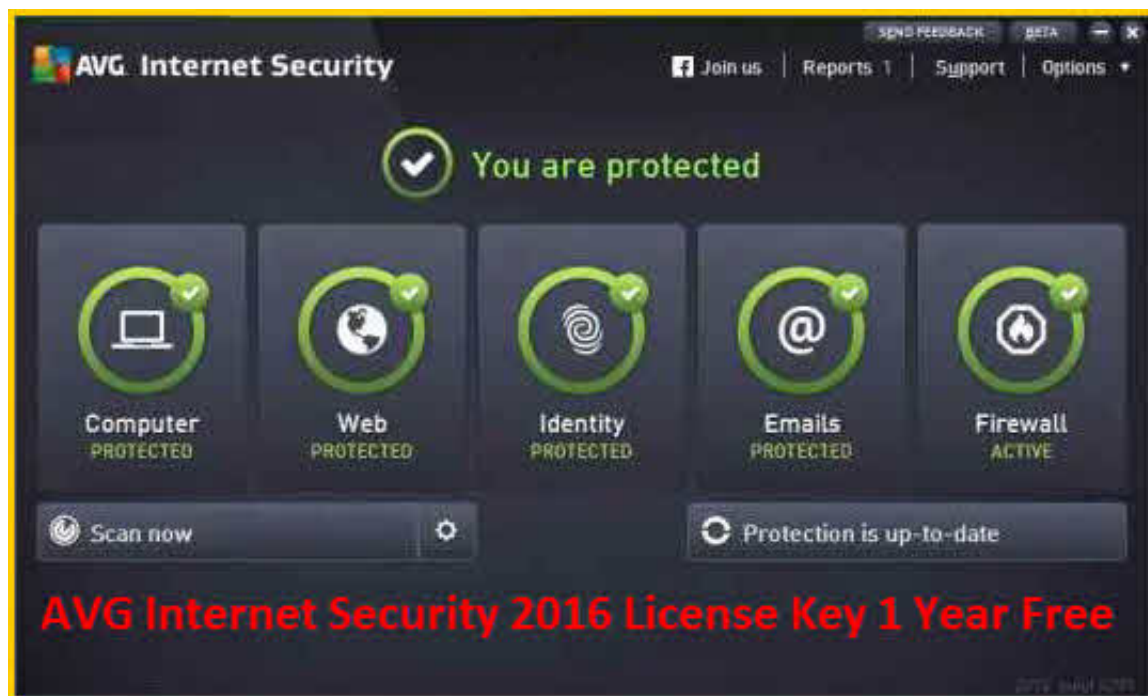 SEND FEEDBACK BETA
AVG Internet Security
Join us Reports 1 Support Options
You are protected
Computer Web Identity Emails Firewall
PROTECTED PROTECTED PROTECTED PROTECTED ACTIVE
Scan now Protection is up-to-date
AVG Internet Security 2016 License Key 1 Year Free